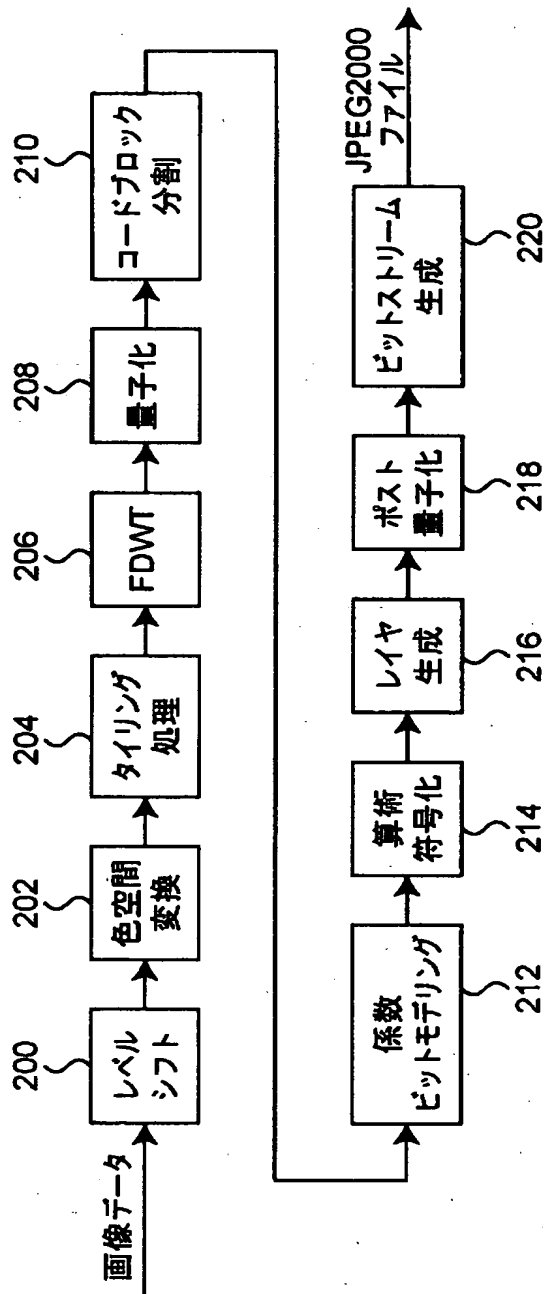 画像データ
200
レベル
シフト
202
色空間
変換
204
タイリング
処理
206
FDWT
208
量子化
210
コードブロック
分割
係数
ビットモデリング
212
算術
符号化
214
レイヤ
生成
216
ポスト
量子化
218
ビットストリーム
生成
220
JPEG2000
ファイル